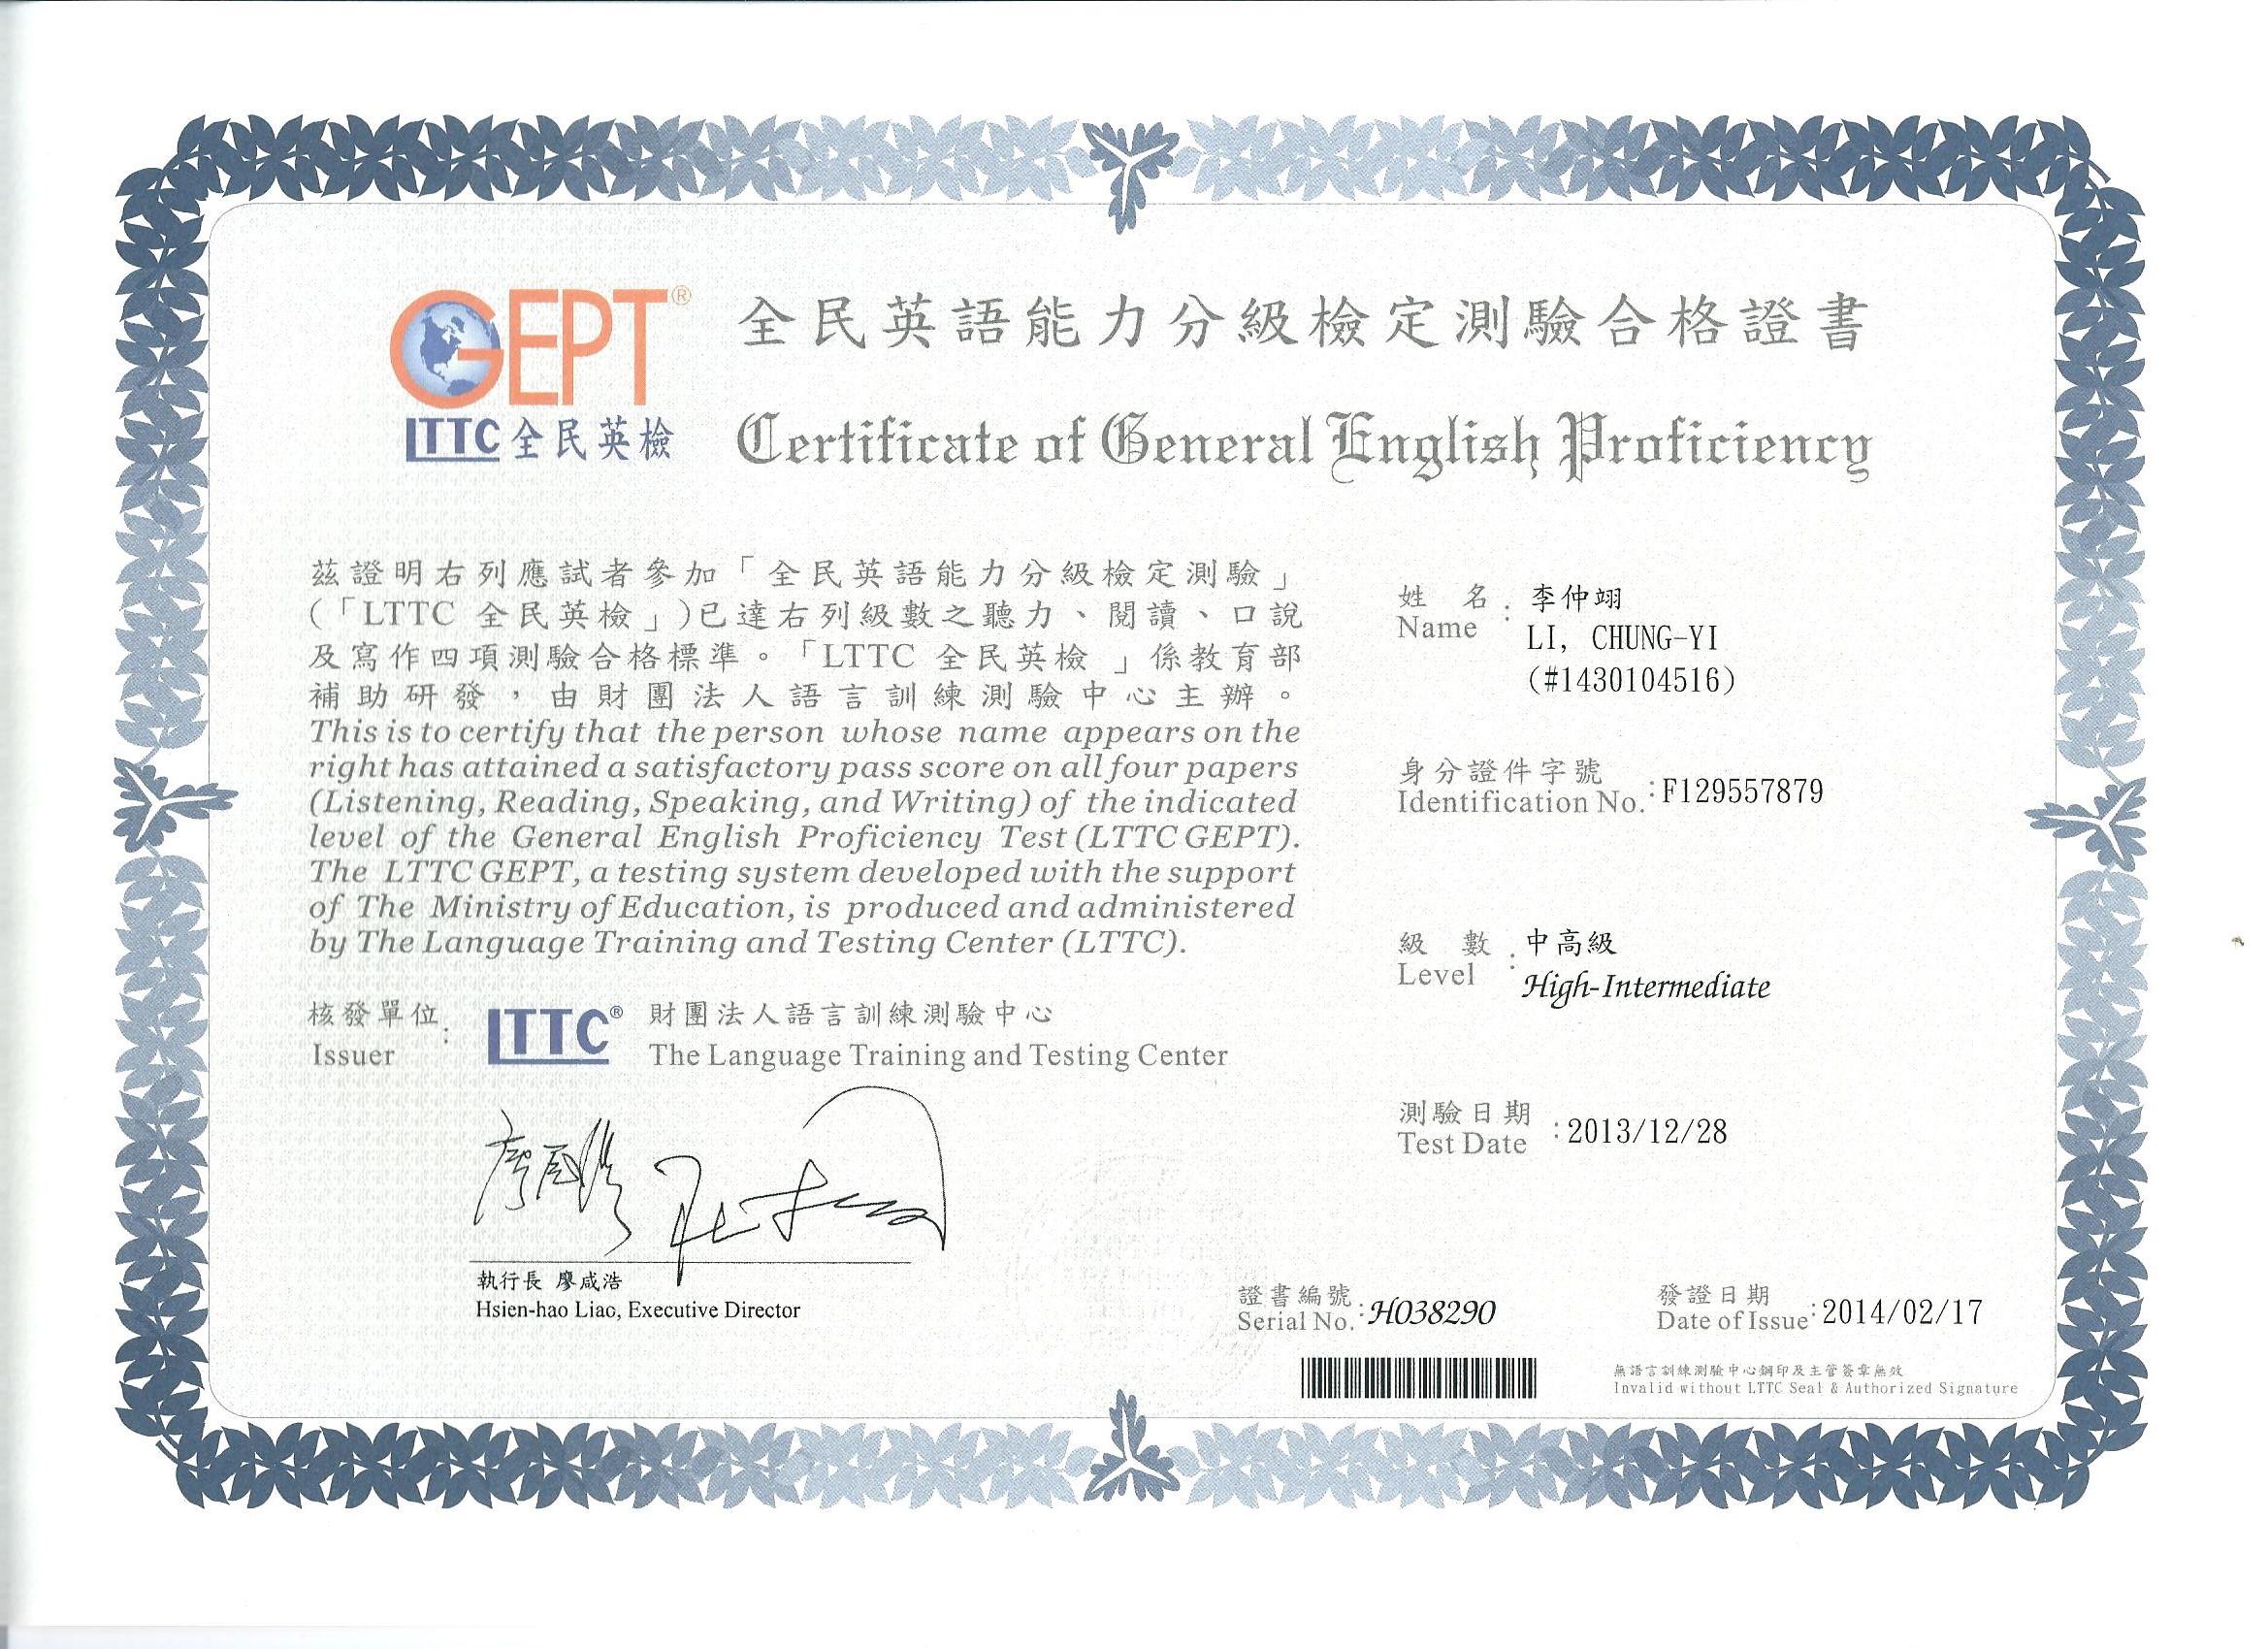 GEPT®
LTTC 全民英檢
全民英語能力分級檢定測驗合格證書
Certificate of General English Proficiency
茲證明右列應試者參加「全民英語能力分級檢定測驗」
(「LTTC 全民英檢」)已達右列級數之聽力、閱讀、口說
及寫作四項測驗合格標準。「LTTC 全民英檢」係教育部
補助研發,由財團法人語言訓練測驗中心主辦。
This is to certify that the person whose name appears on the
right has attained a satisfactory pass score on all four papers
(Listening, Reading, Speaking, and Writing) of the indicated
level of the General English Proficiency Test (LTTC GEPT).
The LTTC GEPT, a testing system developed with the support
of The Ministry of Education, is produced and administered
by The Language Training and Testing Center (LTTC).
核發單位
Issuer :
LTTC® 財團法人語言訓練測驗中心
The Language Training and Testing Center
執行長 廖咸浩
Hsien-hao Liao, Executive Director
姓名 : 李仲翊
Name LI, CHUNG-YI
(#1430104516)
身分證件字號
Identification No. : F129557879
級數 : 中高級
Level High-Intermediate
測驗日期
Test Date : 2013/12/28
證書編號
Serial No. : H038290
發證日期
Date of Issue : 2014/02/17
無語言訓練測驗中心鋼印及主管簽章無效
Invalid without LTTC Seal & Authorized Signature